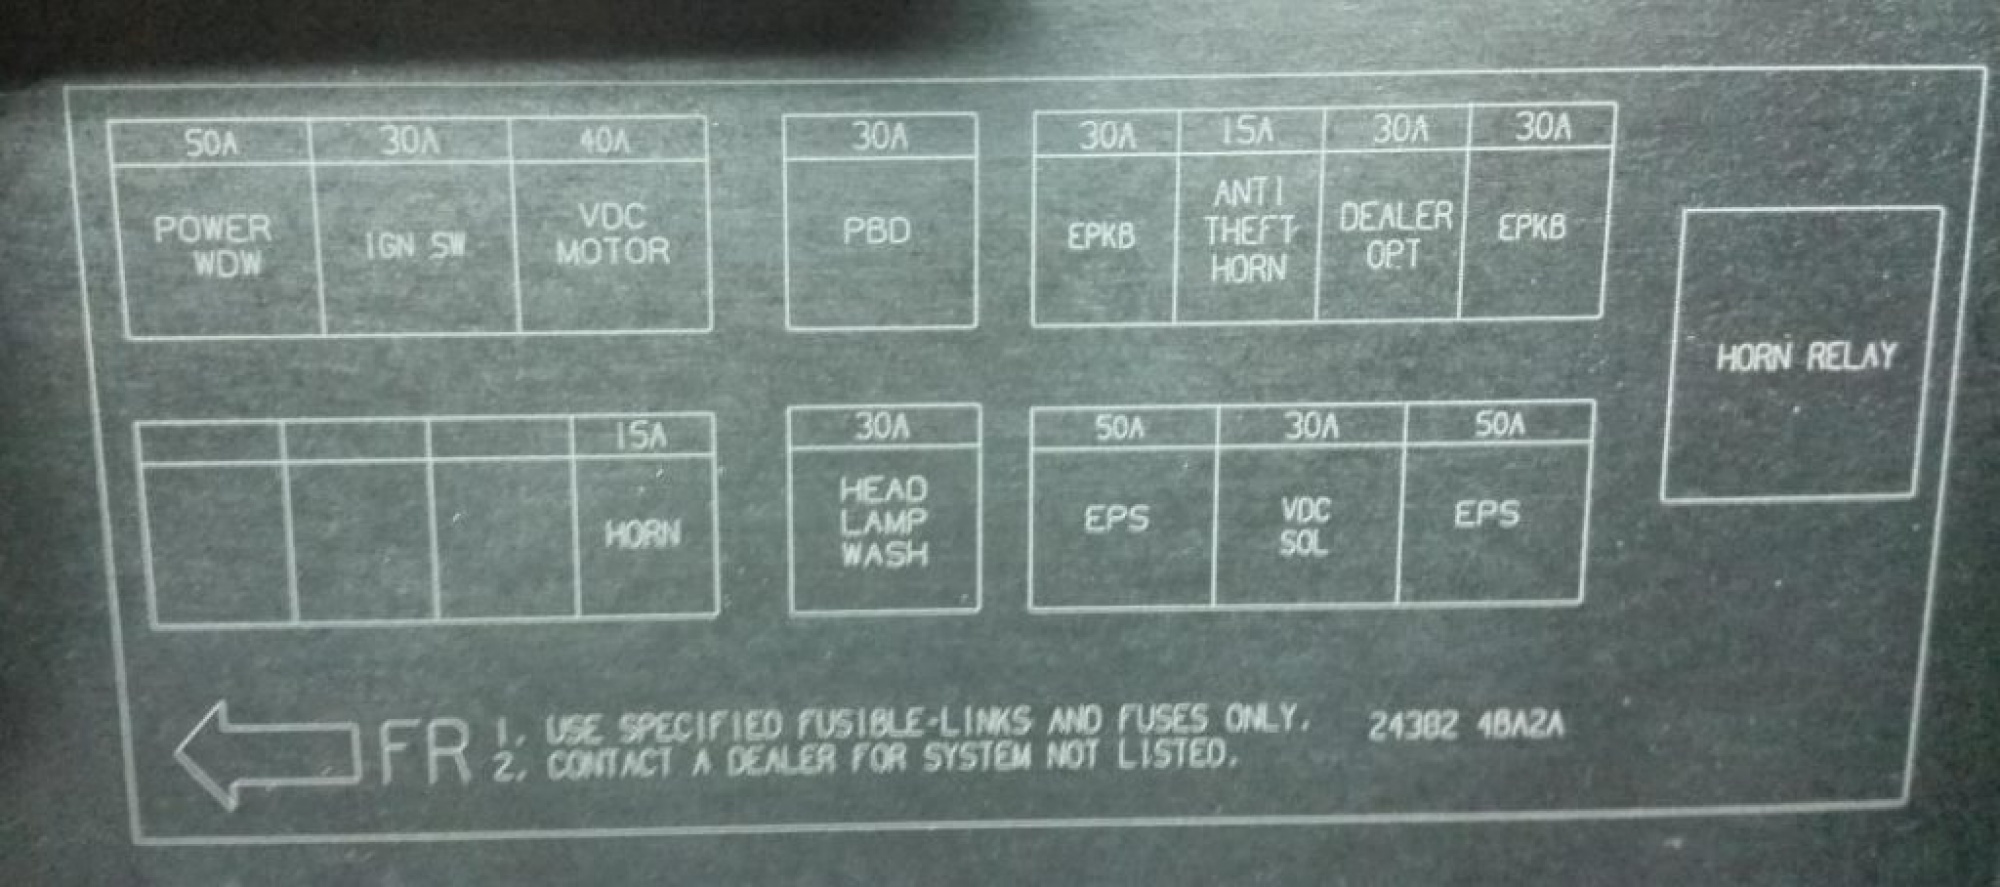 50A 30A 40A 30A 30A 15A 30A 30A
POWER
WDW
IGN SW
VDC
MOTOR
PBD
EPKB
ANTI
THEFT
HORN
DEALER
OPT
EPKB
HORN RELAY
15A 30A 50A 30A 50A
HORN
HEAD
LAMP
WASH
EPS
VDC
SOL
EPS
FR
1. USE SPECIFIED FUSIBLE-LINKS AND FUSES ONLY. 24382 4BA2A
2. CONTACT A DEALER FOR SYSTEM NOT LISTED.